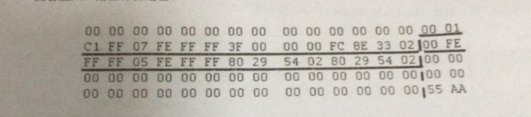 00 00 00 00 00 00 00 00 00 00 00 00 00 00 00 01
C1 FF 07 FE FF FF 3F 00 00 00 FC 8E 33 02 00 FE
FF FF 05 FE FF FF 80 29 54 02 80 29 54 02 00 00
00 00 00 00 00 00 00 00 00 00 00 00 00 00 00 00
00 00 00 00 00 00 00 00 00 00 00 00 00 00 55 AA